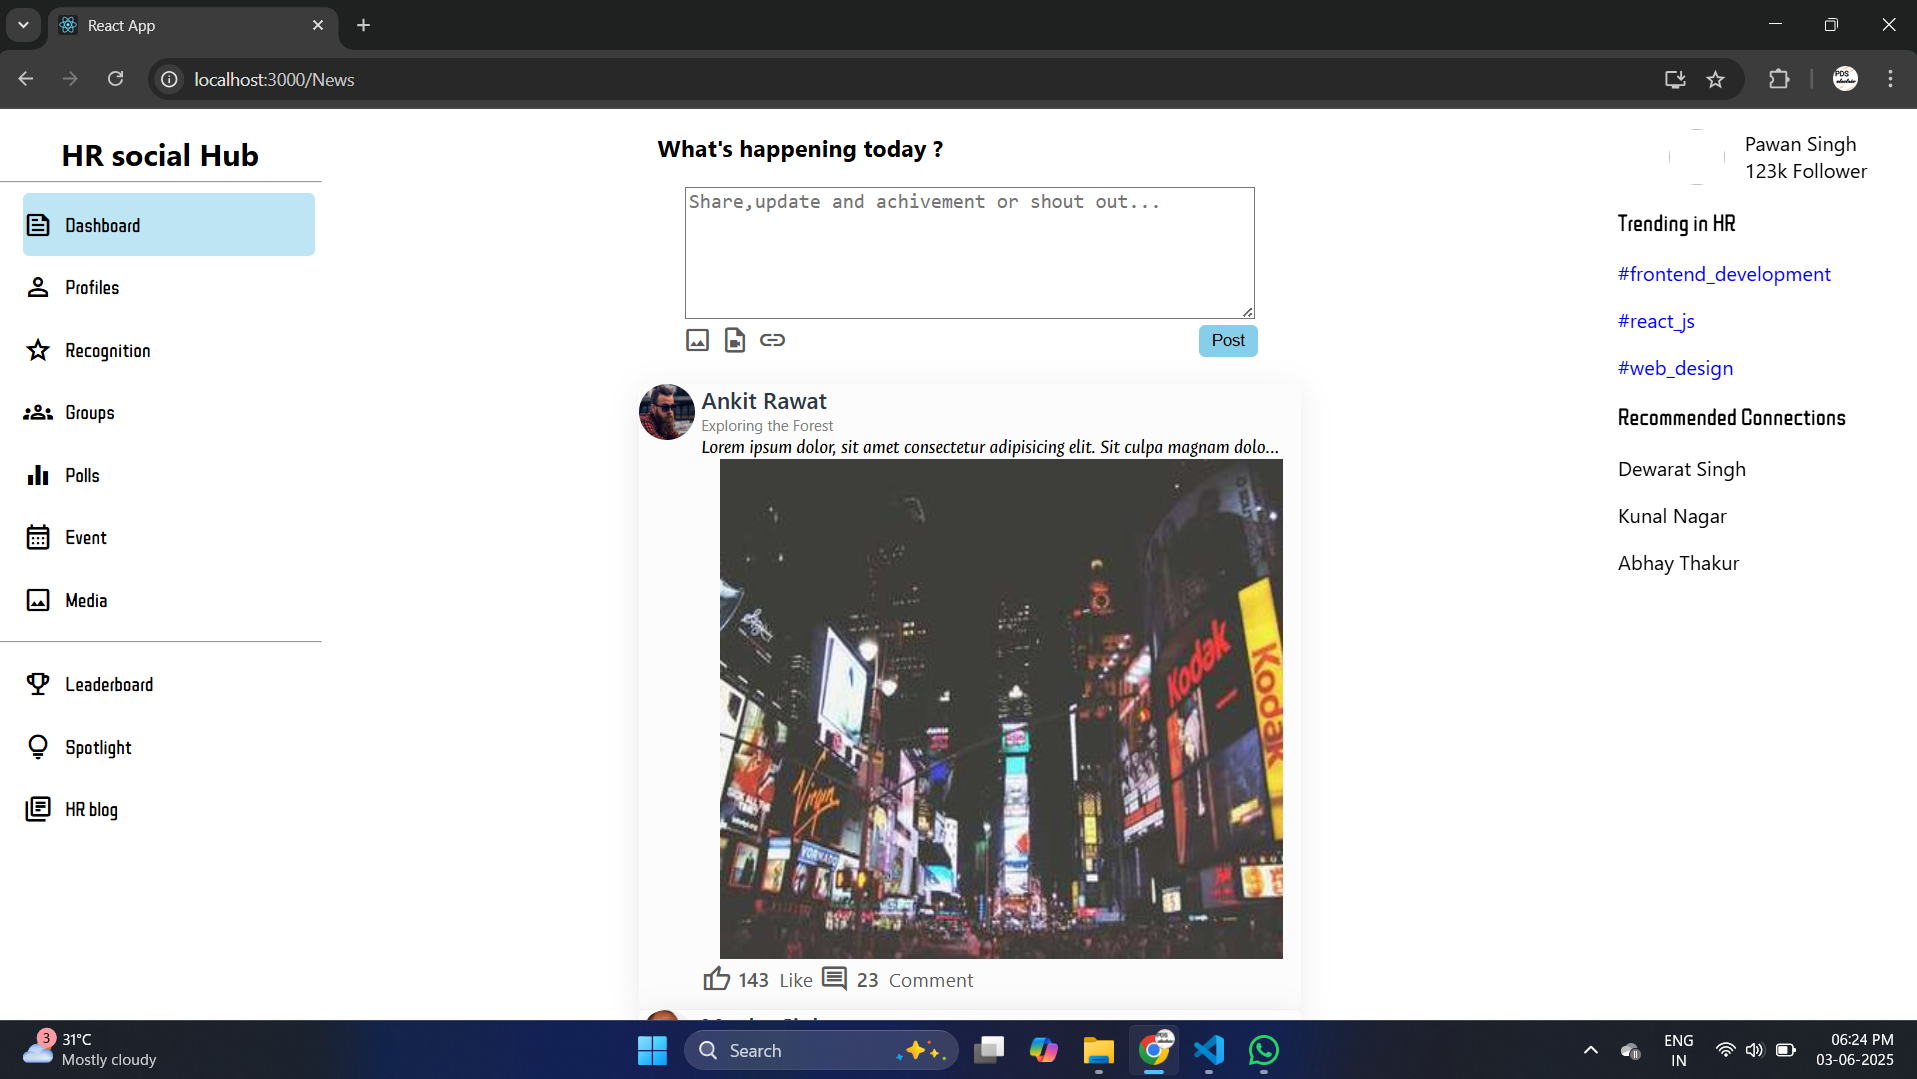 React App
localhost:3000/News
HR social Hub
Dashboard
Profiles
Recognition
Groups
Polls
Event
Media
Leaderboard
Spotlight
HR blog
What's happening today ?
Share,update and achivement or shout out...
Post
Ankit Rawat
Exploring the Forest
Lorem ipsum dolor, sit amet consectetur adipisicing elit. Sit culpa magnam dolo...
Kodak
Kodak
Virgin
VORNADO
143 Like 23 Comment
Pawan Singh
123k Follower
Trending in HR
#frontend_development
#react_js
#web_design
Recommended Connections
Dewarat Singh
Kunal Nagar
Abhay Thakur
3
31°C
Mostly cloudy
Search
ENG
IN
06:24 PM
03-06-2025